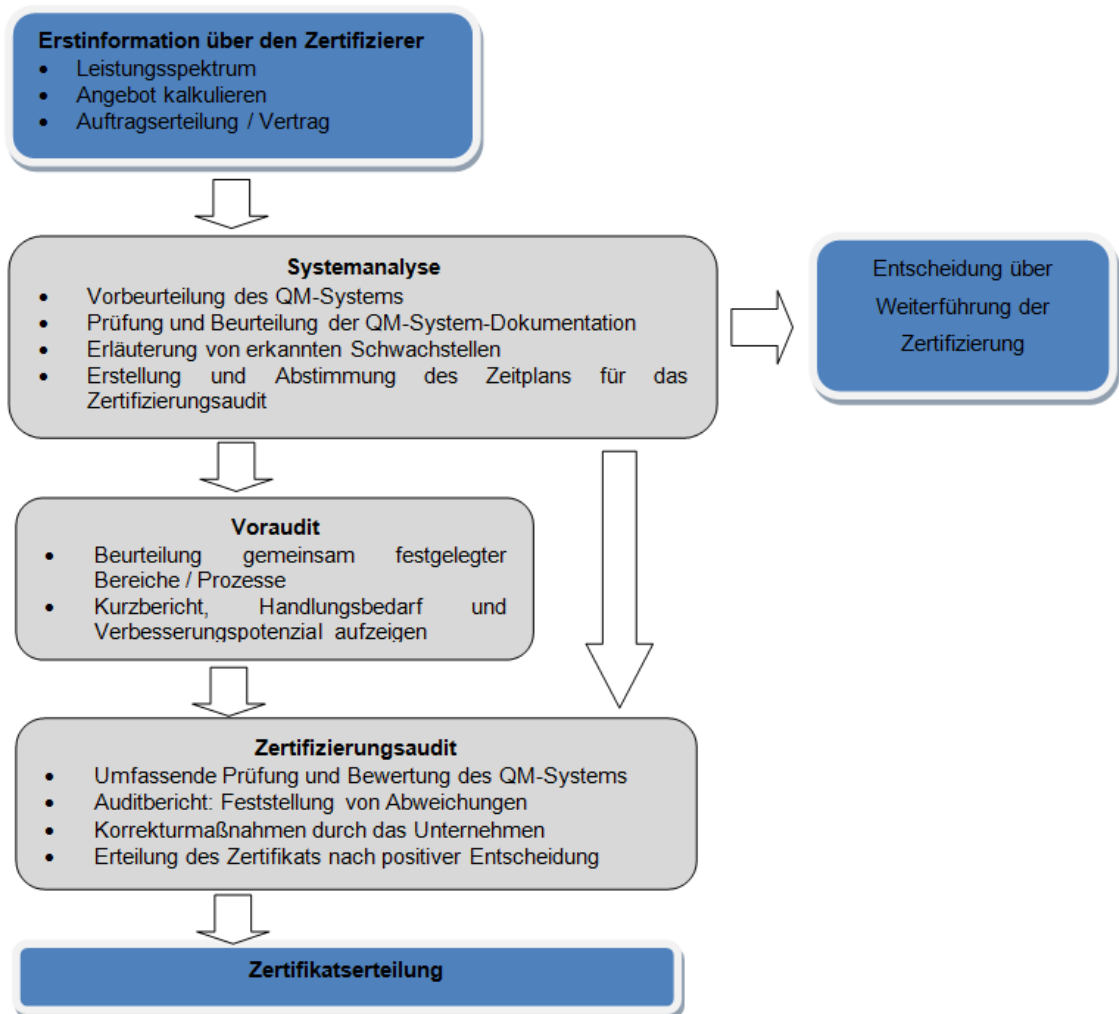 Erstinformation über den Zertifizierer
• Leistungsspektrum
• Angebot kalkulieren
• Auftragserteilung / Vertrag
Systemanalyse
• Vorbeurteilung des QM-Systems
• Prüfung und Beurteilung der QM-System-Dokumentation
• Erläuterung von erkannten Schwachstellen
• Erstellung und Abstimmung des Zeitplans für das
Zertifizierungsaudit
Entscheidung über
Weiterführung der
Zertifizierung
Voraudit
• Beurteilung gemeinsam festgelegter
Bereiche / Prozesse
• Kurzbericht, Handlungsbedarf und
Verbesserungspotenzial aufzeigen
Zertifizierungsaudit
• Umfassende Prüfung und Bewertung des QM-Systems
• Auditbericht: Feststellung von Abweichungen
• Korrekturmaßnahmen durch das Unternehmen
• Erteilung des Zertifikats nach positiver Entscheidung
Zertifikatserteilung